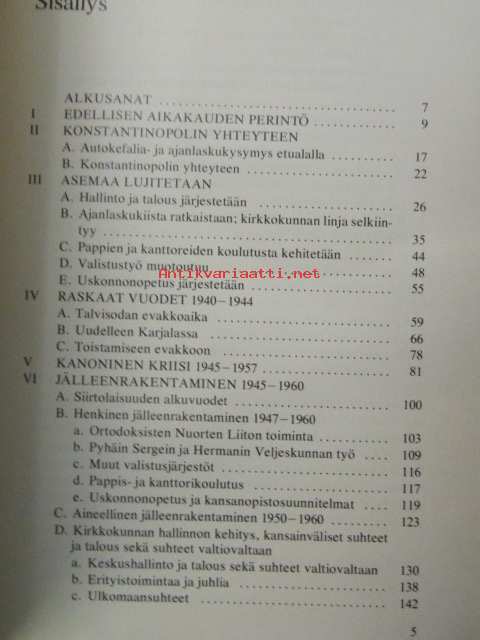 Sisällys
ALKUSANAT 7
I EDELLISEN AIKAKAUDEN PERINTÖ 9
II KONSTANTINOPOLIN YHTEYTEEN
A. Autokefalia- ja ajanlaskukysymys etualalla 17
B. Konstantinopolin yhteyteen 22
III ASEMAA LUJITETAAN
A. Hallinto ja talous järjestetään 26
B. Ajanlaskukiista ratkaistaan; kirkkokunnan linja selkiin-
tyy 35
C. Pappien ja kanttoreiden koulutusta kehitetään 44
D. Valistustyö muotoutuu 48
Antikvariaatti.net
E. Uskonnonopetus järjestetään 55
IV RASKAAT VUODET 1940–1944
A. Talvisodan evakkoaika 59
B. Uudelleen Karjalassa 66
C. Toistamiseen evakkoon 78
V KANONINEN KRIISI 1945–1957 81
VI JÄLLEENRAKENTAMINEN 1945–1960
A. Siirtolaisuuden alkuvuodet 100
B. Henkinen jälleenrakentaminen 1947–1960
a. Ortodoksisten Nuorten Liiton toiminta 103
b. Pyhäin Sergein ja Hermanin Veljeskunnan työ 109
c. Muut valistusjärjestöt 116
d. Pappis- ja kanttorikoulutus 117
e. Uskonnonopetus ja kansanopistosuunnitelmat 119
C. Aineellinen jälleenrakentaminen 1950–1960 123
D. Kirkkokunnan hallinnon kehitys, kansainväliset suhteet
ja talous sekä suhteet valtiovaltaan
a. Keskushallinto ja talous sekä suhteet valtiovaltaan 130
b. Erityistoimintaa ja juhlia 138
c. Ulkomaansuhteet 142
5